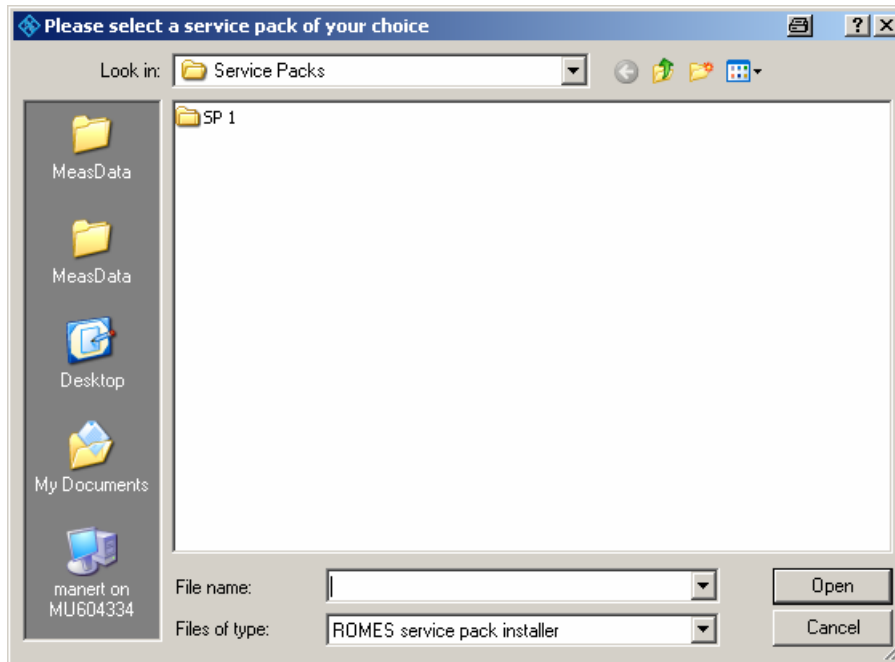 Please select a service pack of your choice
Look in:
Service Packs
SP 1
MeasData
MeasData
Desktop
My Documents
manert on
MU604334
File name:
Open
Files of type:
ROMES service pack installer
Cancel